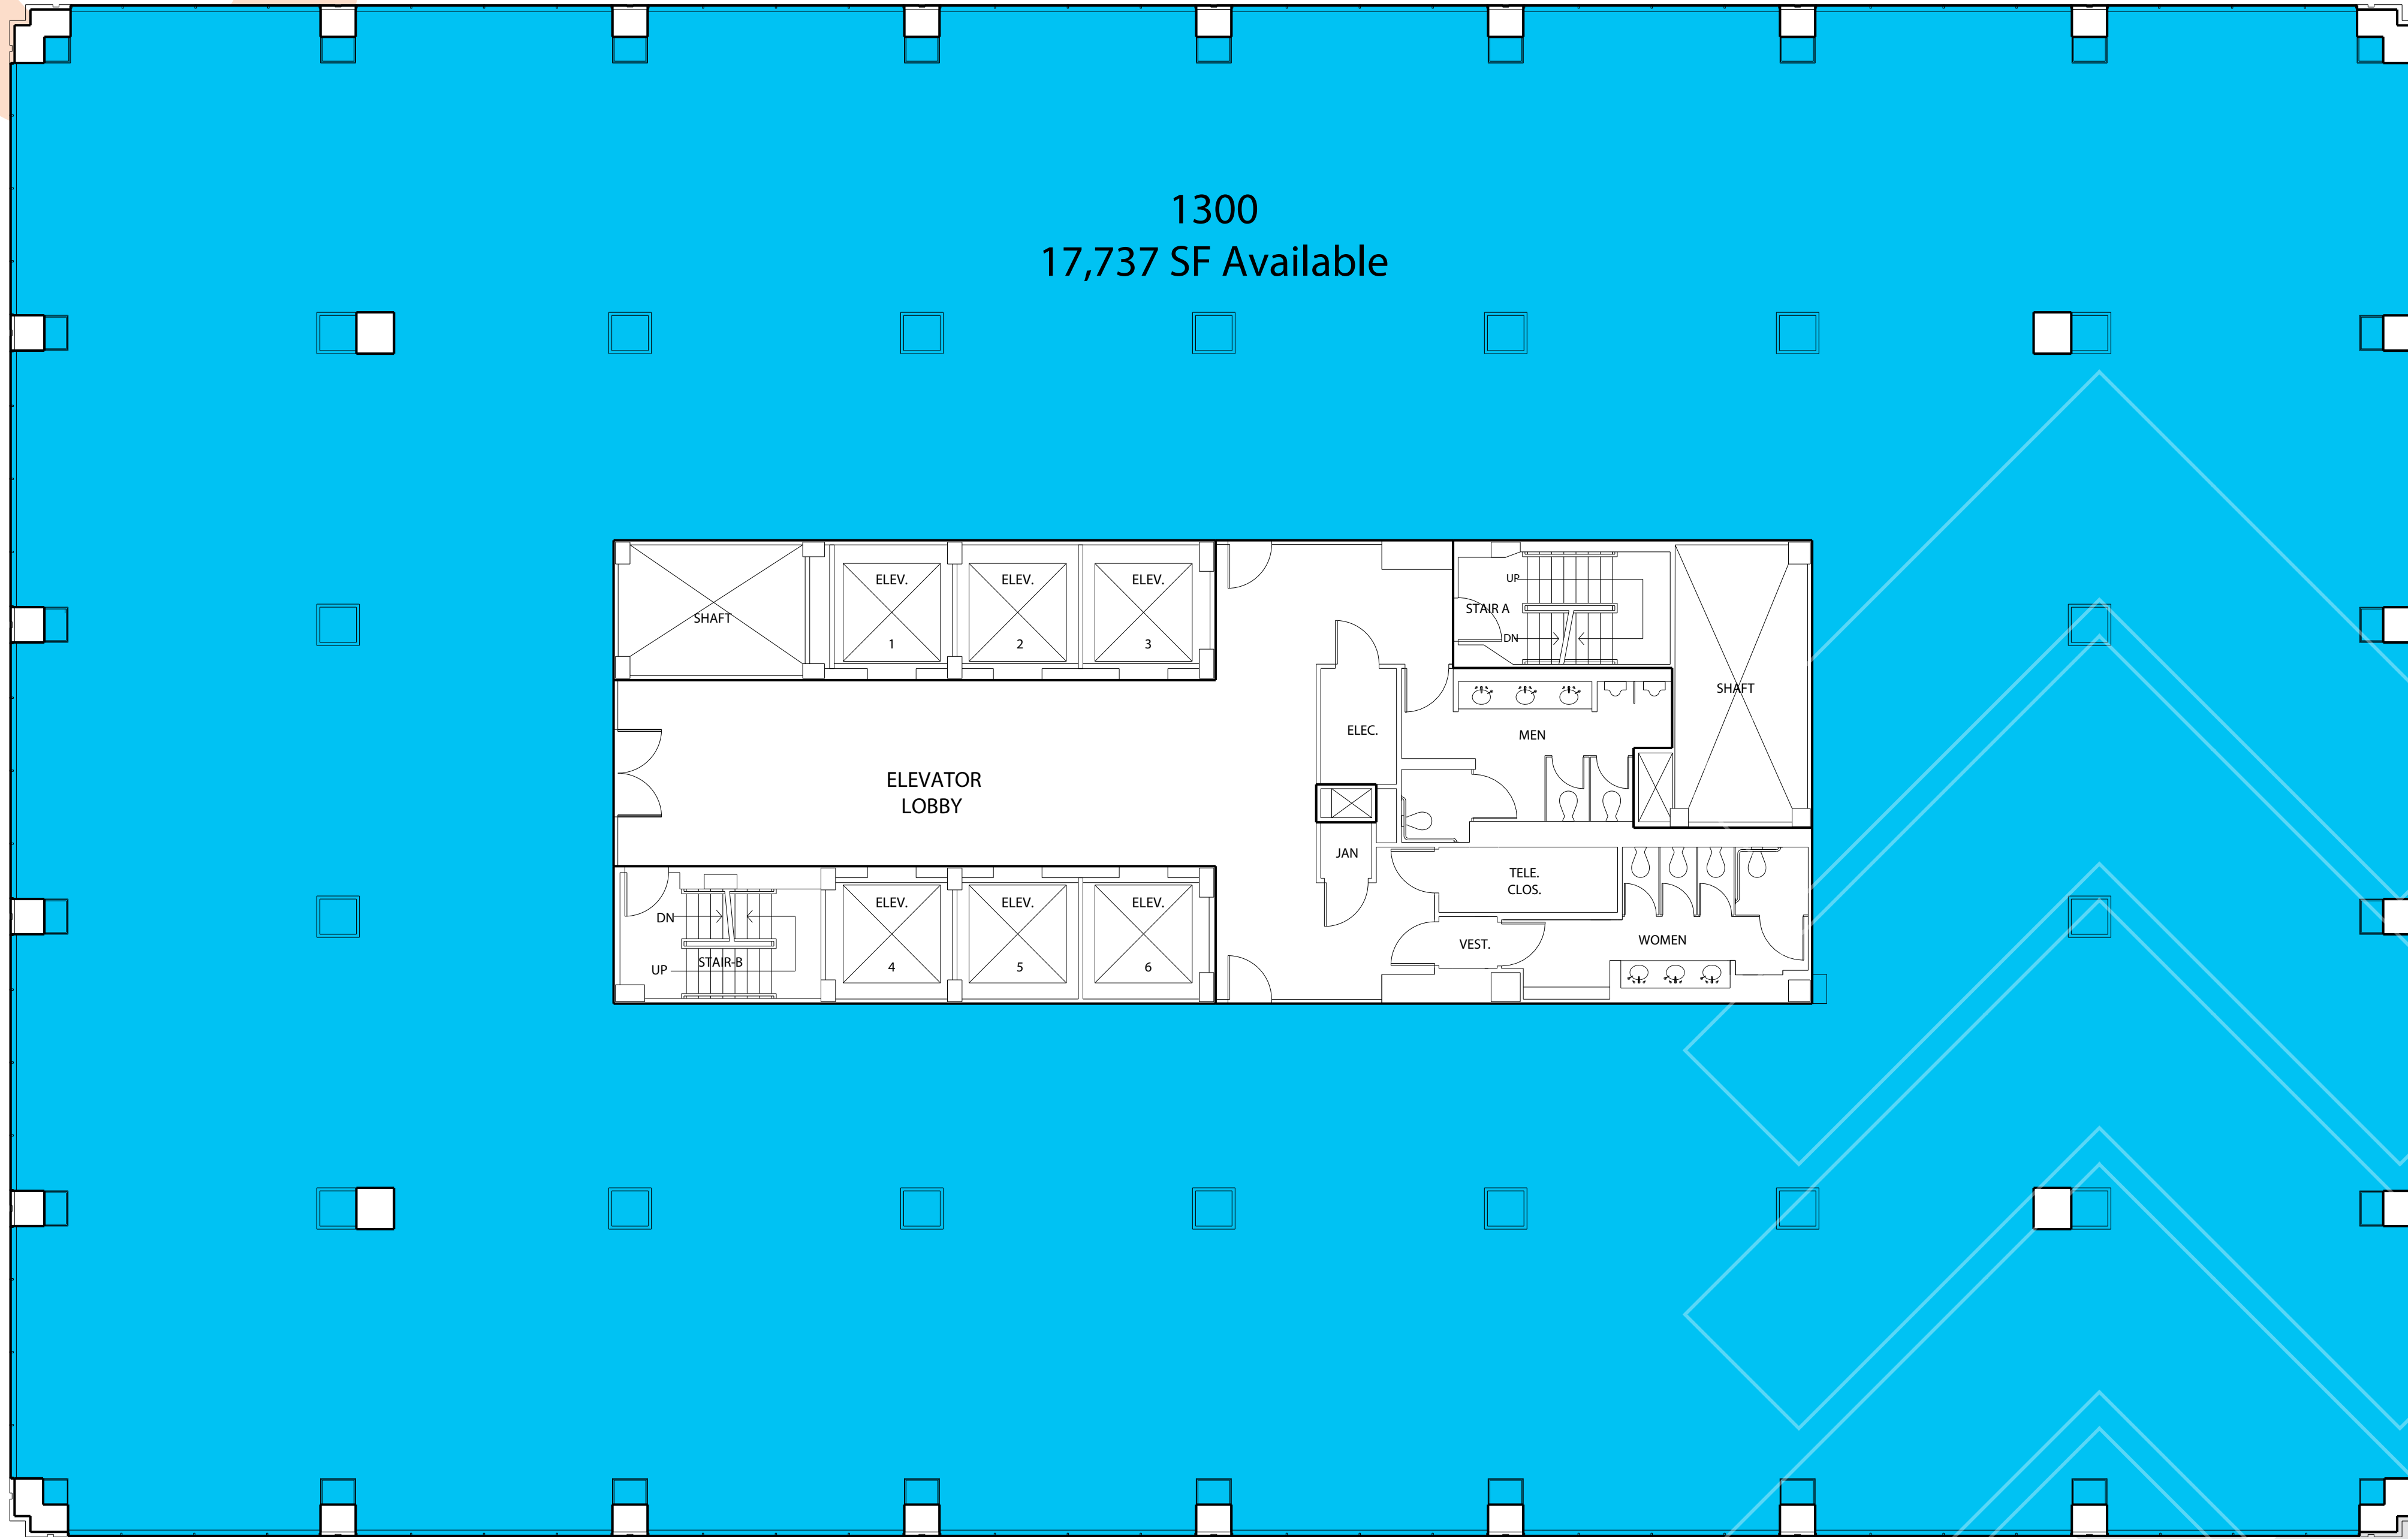 1300
17,737 SF Available
SHAFT
ELEV.
1
ELEV.
2
ELEV.
3
UP
STAIR A
DN
SHAFT
ELEC.
MEN
ELEVATOR
LOBBY
JAN
TELE.
CLOS.
VEST.
WOMEN
DN
UP
STAIR-B
ELEV.
4
ELEV.
5
ELEV.
6